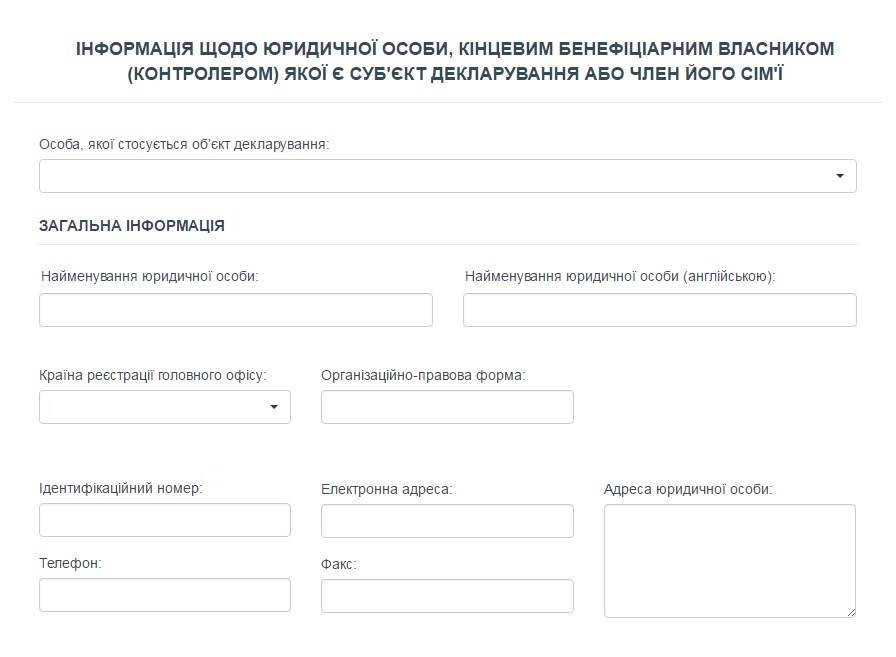 ІНФОРМАЦІЯ ЩОДО ЮРИДИЧНОЇ ОСОБИ, КІНЦЕВИМ БЕНЕФІЦІАРНИМ ВЛАСНИКОМ
(КОНТРОЛЕРОМ) ЯКОЇ Є СУБ'ЄКТ ДЕКЛАРУВАННЯ АБО ЧЛЕН ЙОГО СІМ'Ї
Особа, якої стосується об'єкт декларування:
ЗАГАЛЬНА ІНФОРМАЦІЯ
Найменування юридичної особи:
Найменування юридичної особи (англійською):
Країна реєстрації головного офісу:
Організаційно-правова форма:
Ідентифікаційний номер:
Електронна адреса:
Адреса юридичної особи:
Телефон:
Факс: